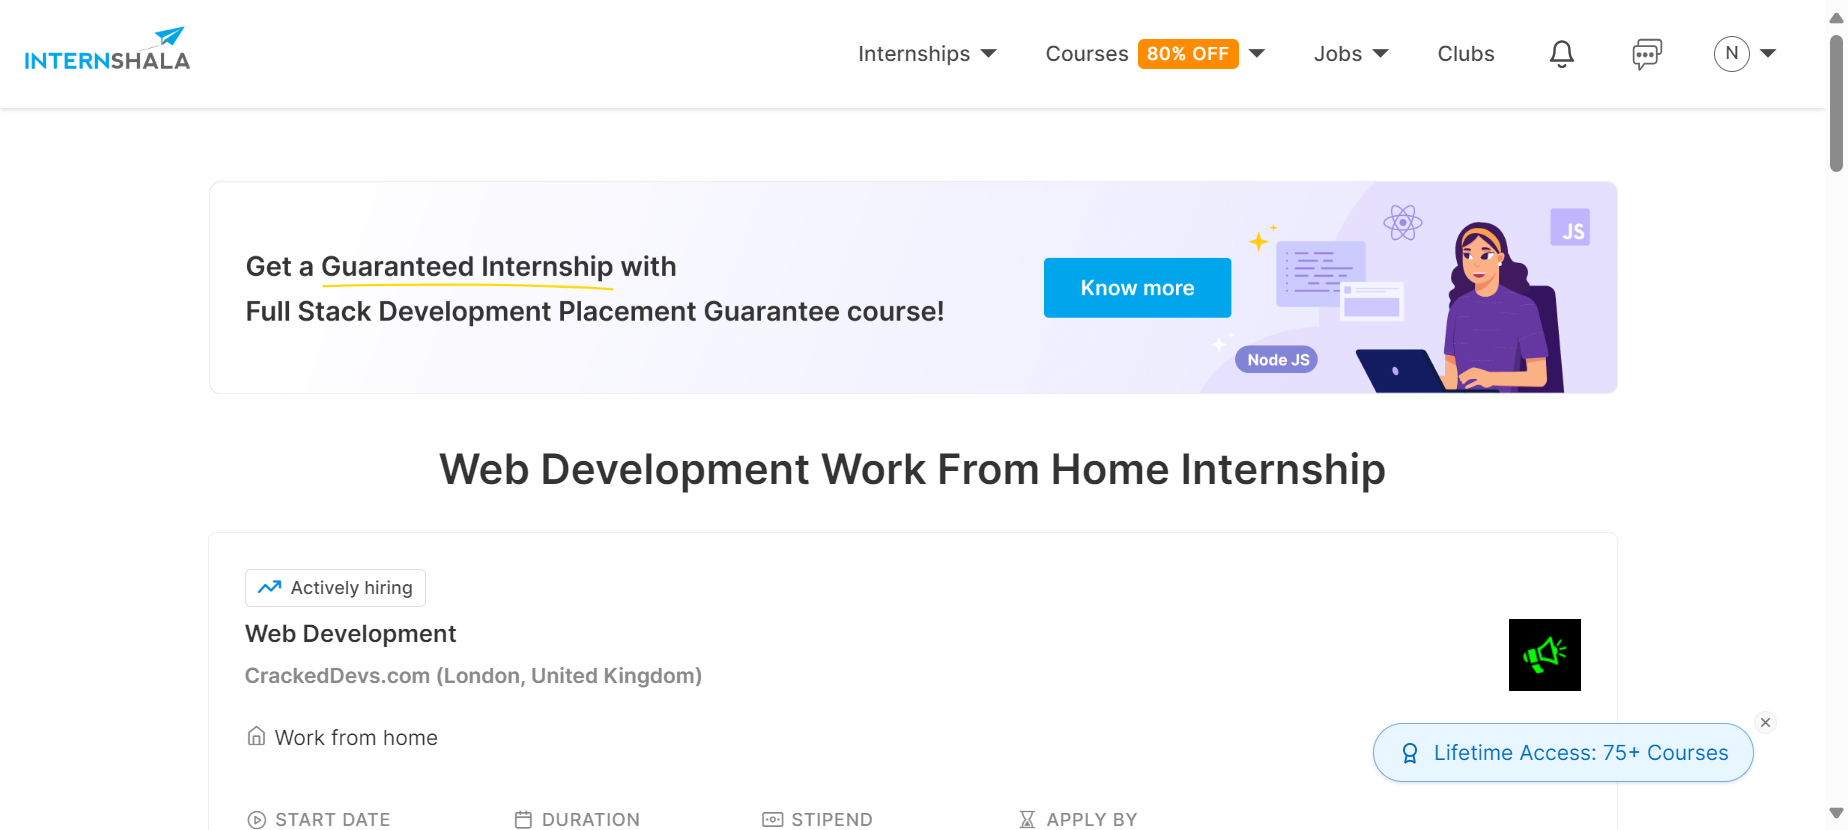 INTERNSHALA
Internships
Courses 80% OFF
Jobs
Clubs
N
Get a Guaranteed Internship with
Full Stack Development Placement Guarantee course!
Know more
JS
Node JS
Web Development Work From Home Internship
Actively hiring
Web Development
CrackedDevs.com (London, United Kingdom)
Work from home
Lifetime Access: 75+ Courses
START DATE
DURATION
STIPEND
APPLY BY